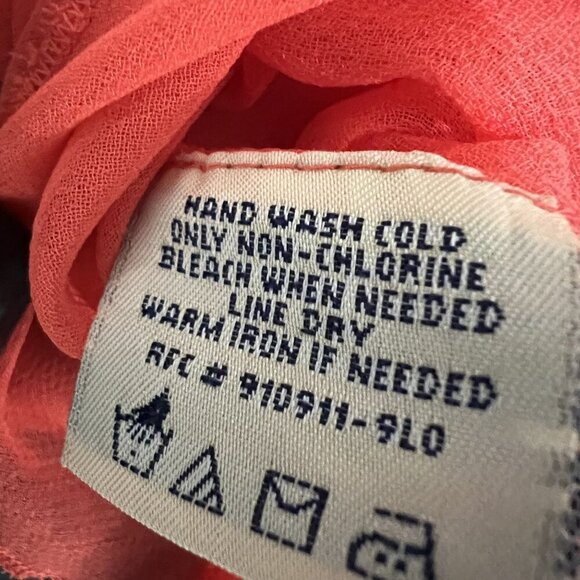 HAND WASH COLD
ONLY NON-CHLORINE
BLEACH WHEN NEEDED
LINE DRY
WARM IRON IF NEEDED
RFC # 910911-9L0